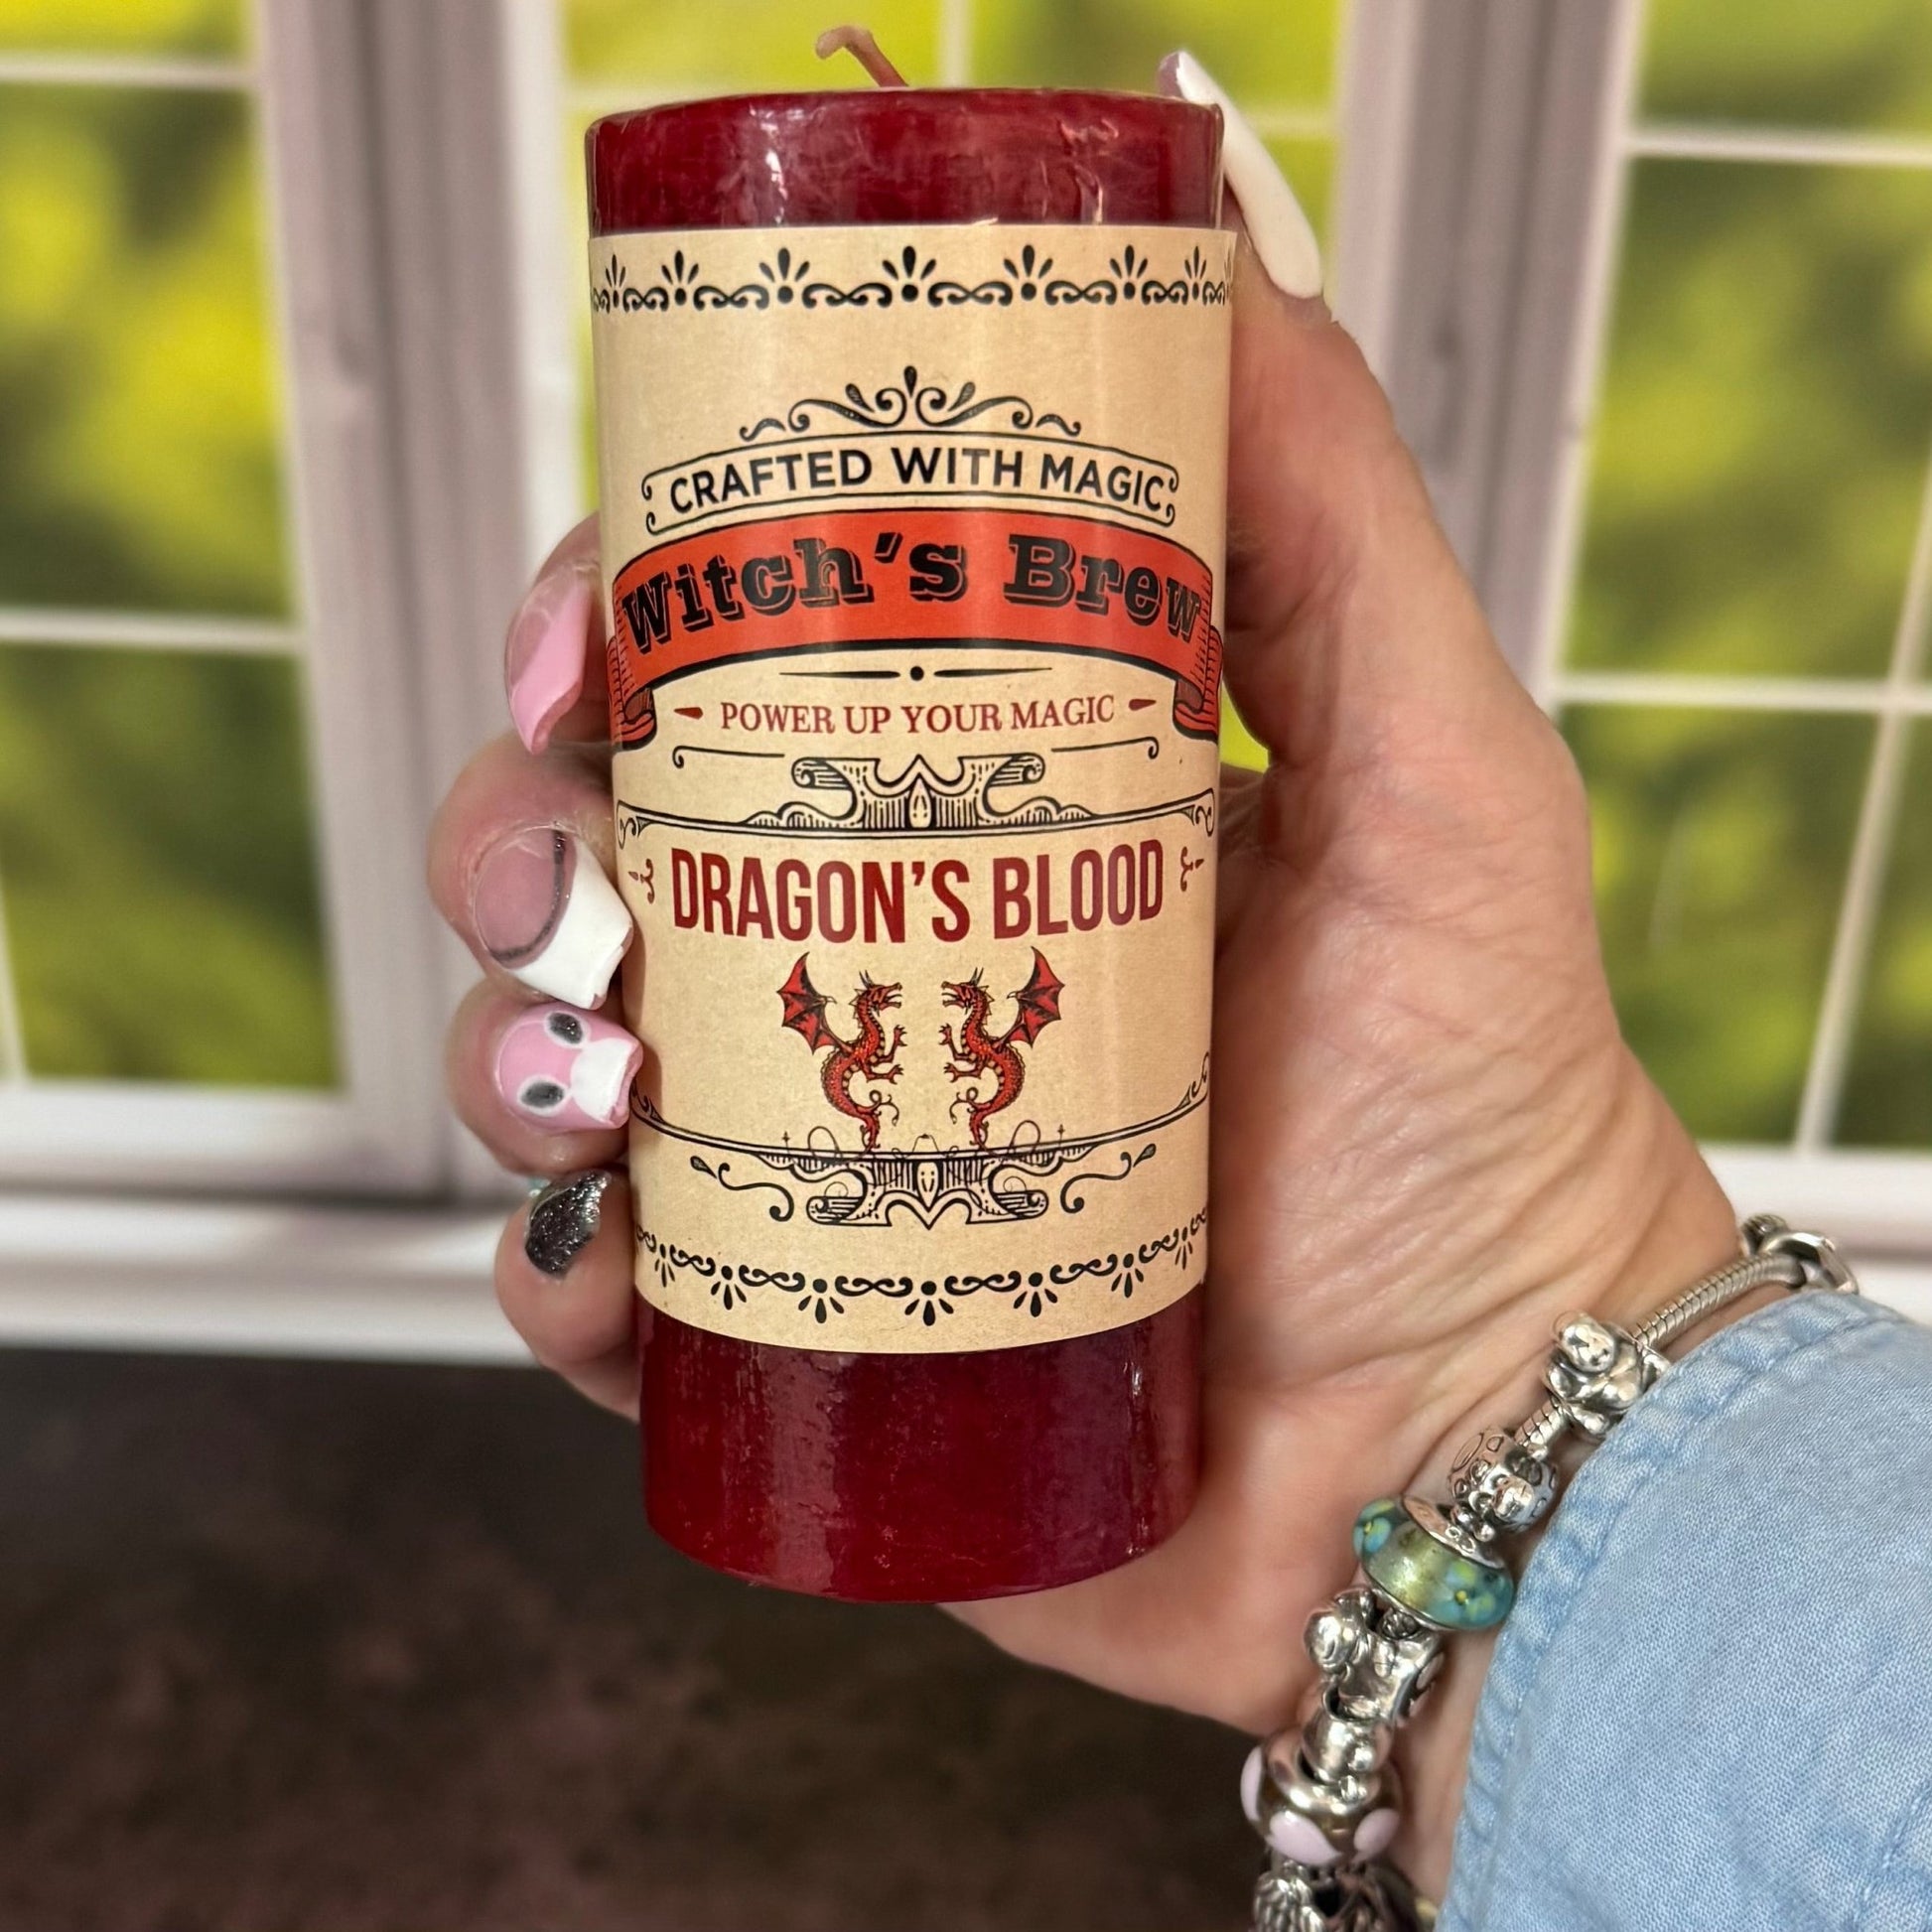 CRAFTED WITH MAGIC
Witch's Brew
POWER UP YOUR MAGIC
DRAGON'S BLOOD